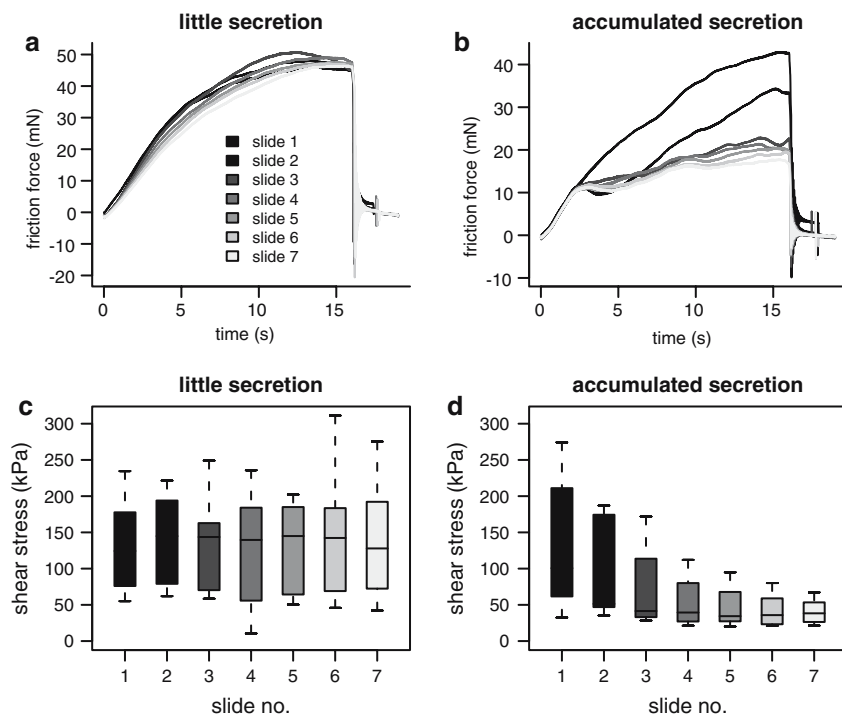 a
little secretion
friction force (mN)
50
40
30
20
10
0
-10
-20
slide 1
slide 2
slide 3
slide 4
slide 5
slide 6
slide 7
0 5 10 15
time (s)
b
accumulated secretion
friction force (mN)
40
30
20
10
0
-10
0 5 10 15
time (s)
c
little secretion
shear stress (kPa)
300
250
200
150
100
50
0
1 2 3 4 5 6 7
slide no.
d
accumulated secretion
shear stress (kPa)
300
250
200
150
100
50
0
1 2 3 4 5 6 7
slide no.